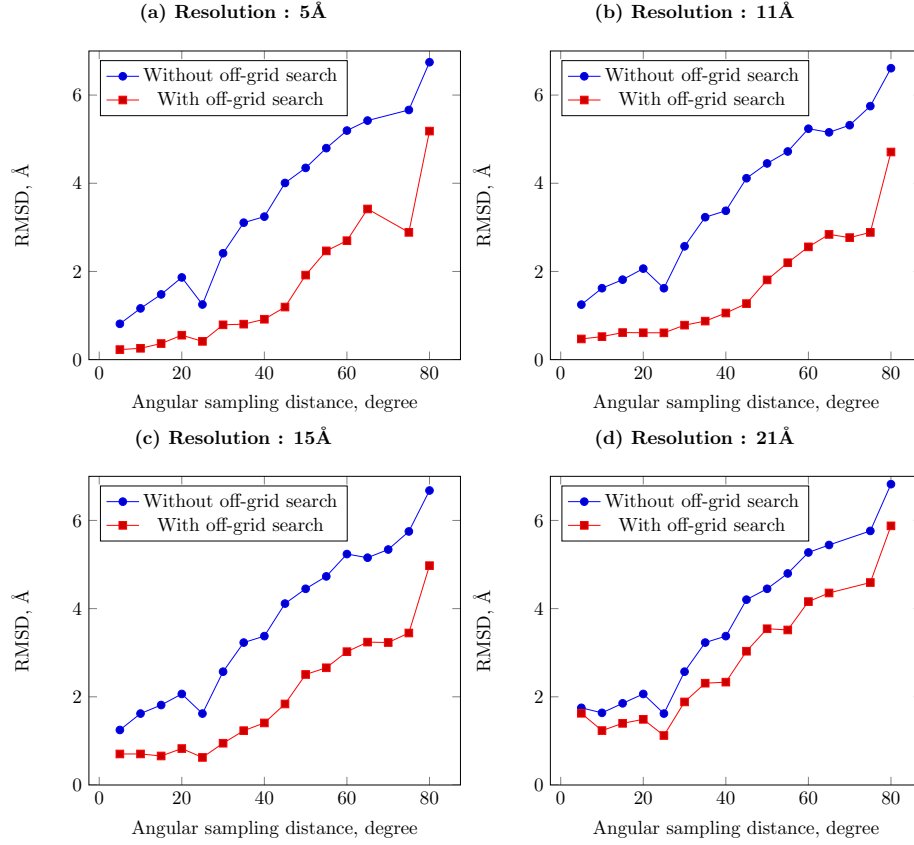 (a) Resolution : 5Å
Without off-grid search
With off-grid search
6
4
2
0
RMSD, Å
0 20 40 60 80
Angular sampling distance, degree
(b) Resolution : 11Å
Without off-grid search
With off-grid search
6
4
2
0
RMSD, Å
0 20 40 60 80
Angular sampling distance, degree
(c) Resolution : 15Å
Without off-grid search
With off-grid search
6
4
2
0
RMSD, Å
0 20 40 60 80
Angular sampling distance, degree
(d) Resolution : 21Å
Without off-grid search
With off-grid search
6
4
2
0
RMSD, Å
0 20 40 60 80
Angular sampling distance, degree